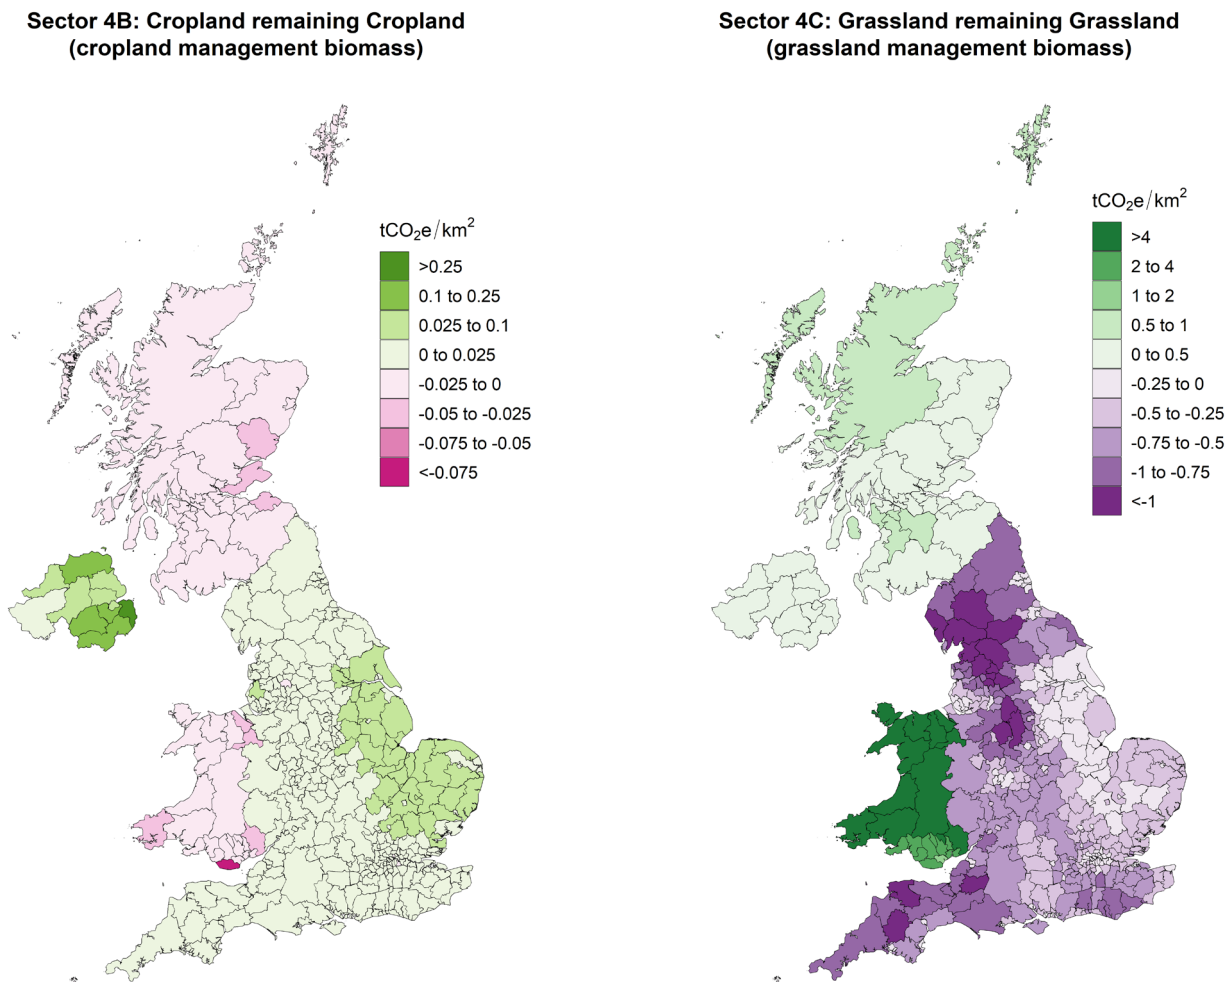 Sector 4B: Cropland remaining Cropland
(cropland management biomass)
tCO₂e/km²
>0.25
0.1 to 0.25
0.025 to 0.1
0 to 0.025
-0.025 to 0
-0.05 to -0.025
-0.075 to -0.05
<-0.075
Sector 4C: Grassland remaining Grassland
(grassland management biomass)
tCO₂e/km²
>4
2 to 4
1 to 2
0.5 to 1
0 to 0.5
-0.25 to 0
-0.5 to -0.25
-0.75 to -0.5
-1 to -0.75
<-1